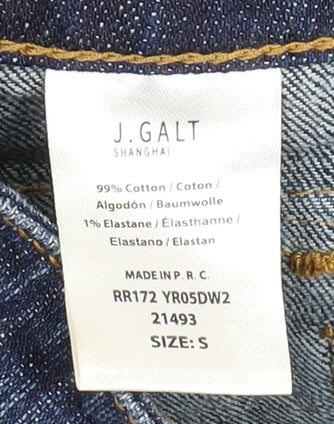 J.GALT
SHANGHAI
99% Cotton / Coton /
Algodón / Baumwolle
1% Elastane / Élasthanne /
Elastano / Elastan
MADE IN P. R. C.
RR172 YR05DW2
21493
SIZE: S